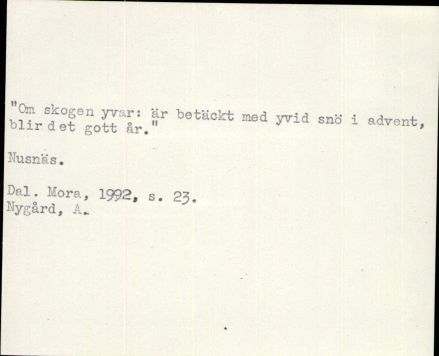 "Om skogen yvar: är betäckt med yvid snö i advent,
blir det gott år."
Nusnäs.
Dal. Mora, 1992, s. 23.
Nygård, A.